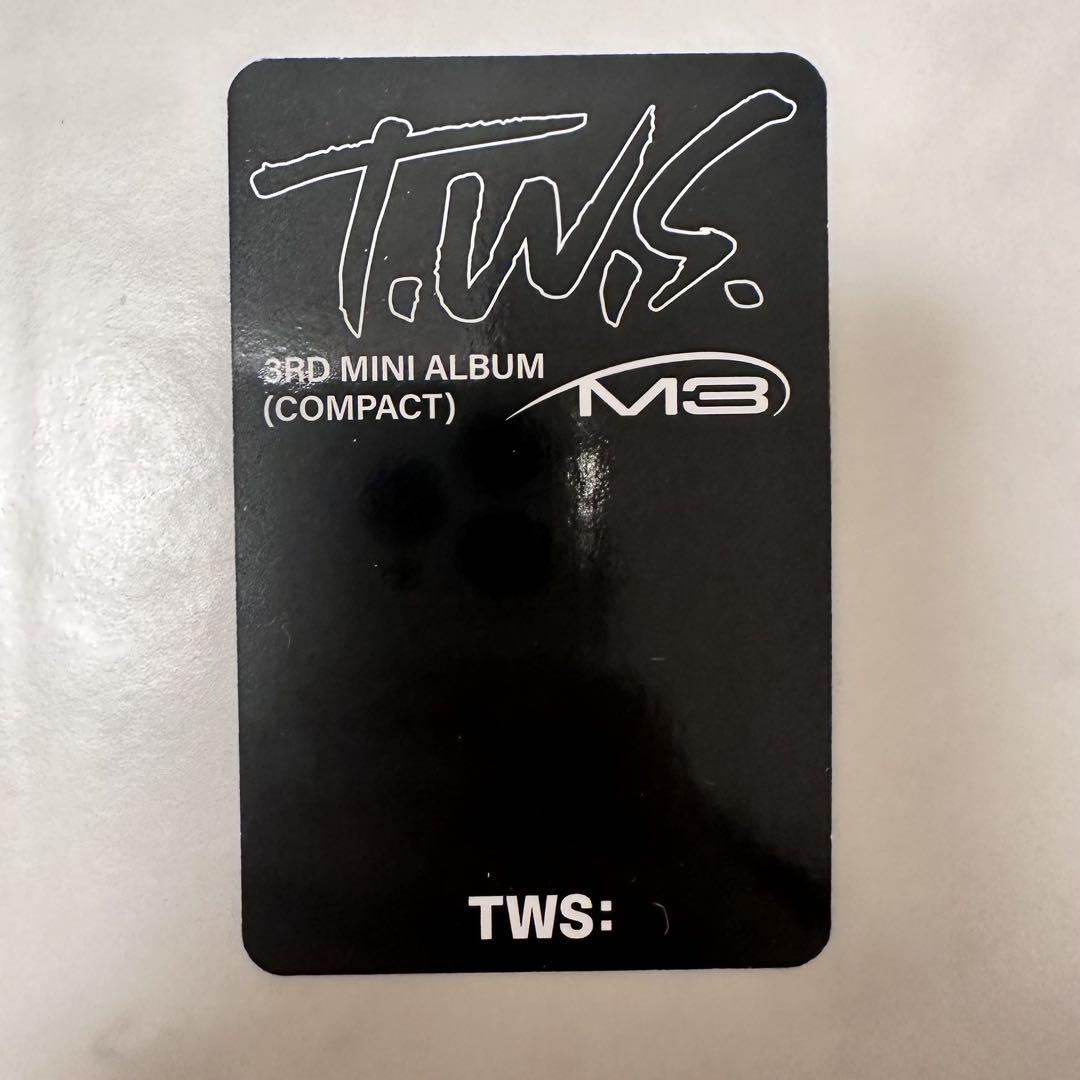 T.W.S.
3RD MINI ALBUM
(COMPACT)
M3
TWS: